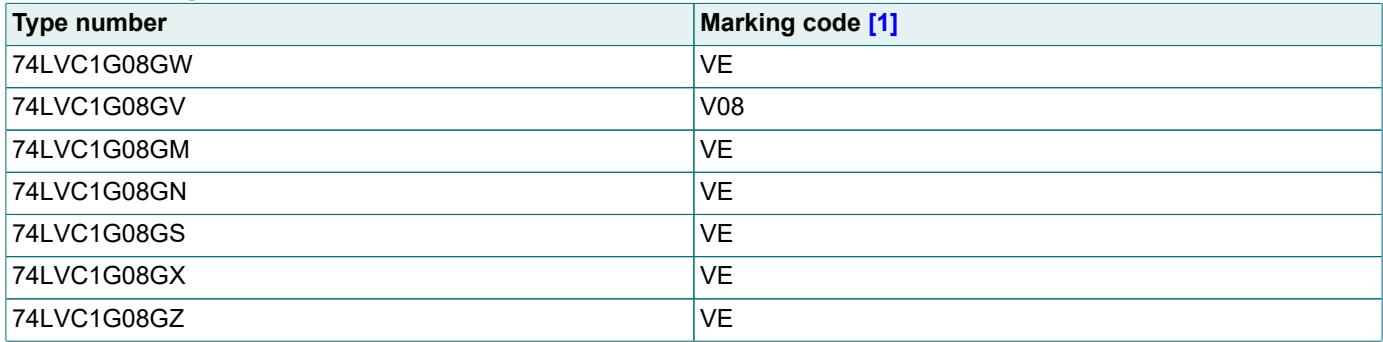 Type number Marking code [1]
74LVC1G08GW VE
74LVC1G08GV V08
74LVC1G08GM VE
74LVC1G08GN VE
74LVC1G08GS VE
74LVC1G08GX VE
74LVC1G08GZ VE